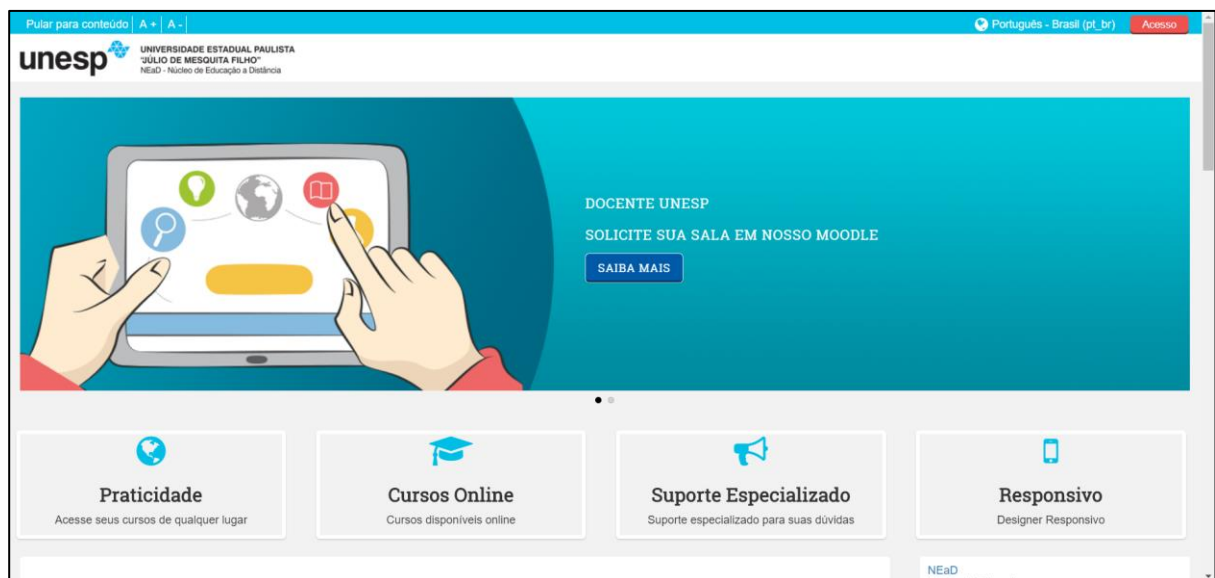 Pular para conteúdo A + A -
Português - Brasil (pt_br) Acesso
unesp
UNIVERSIDADE ESTADUAL PAULISTA
"JÚLIO DE MESQUITA FILHO"
NEaD - Núcleo de Educação a Distância
DOCENTE UNESP
SOLICITE SUA SALA EM NOSSO MOODLE
SAIBA MAIS
Praticidade
Acesse seus cursos de qualquer lugar
Cursos Online
Cursos disponíveis online
Suporte Especializado
Suporte especializado para suas dúvidas
Responsivo
Designer Responsivo
NEaD